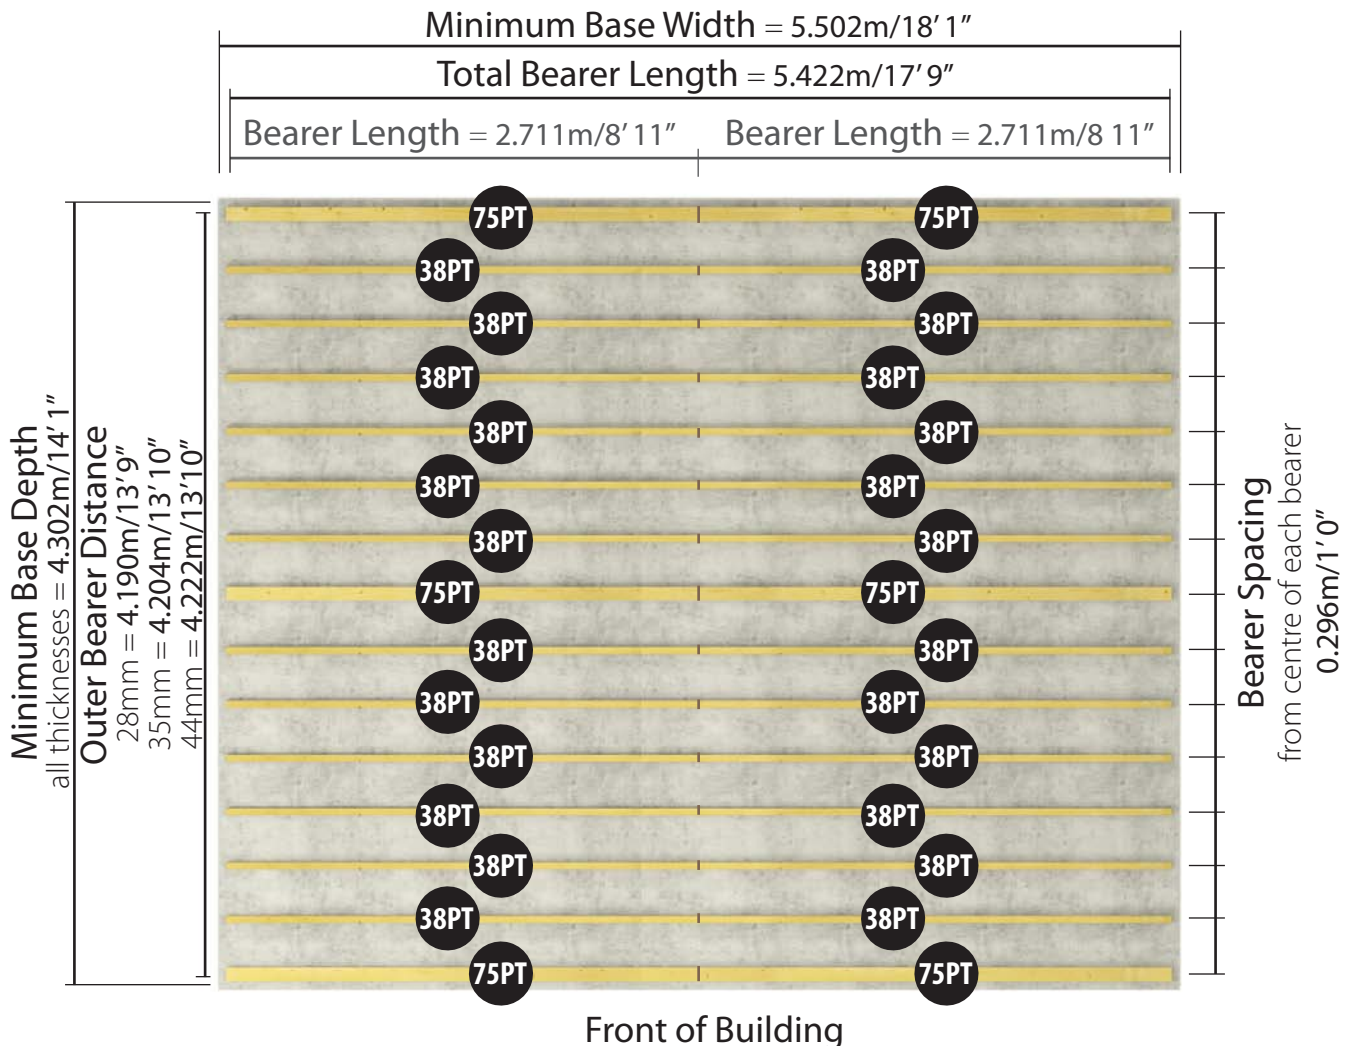 Minimum Base Width = 5.502m/18' 1"
Total Bearer Length = 5.422m/17' 9"
Bearer Length = 2.711m/8' 11"
Bearer Length = 2.711m/8 11"
75PT 75PT
38PT 38PT
38PT 38PT
38PT 38PT
38PT 38PT
38PT 38PT
38PT 38PT
75PT 75PT
38PT 38PT
38PT 38PT
38PT 38PT
38PT 38PT
38PT 38PT
38PT 38PT
75PT 75PT
Minimum Base Depth
all thicknesses = 4.302m/14' 1"
Outer Bearer Distance
28mm = 4.190m/13' 9"
35mm = 4.204m/13' 10"
44mm = 4.222m/13'10"
Bearer Spacing
from centre of each bearer
0.296m/1' 0"
Front of Building